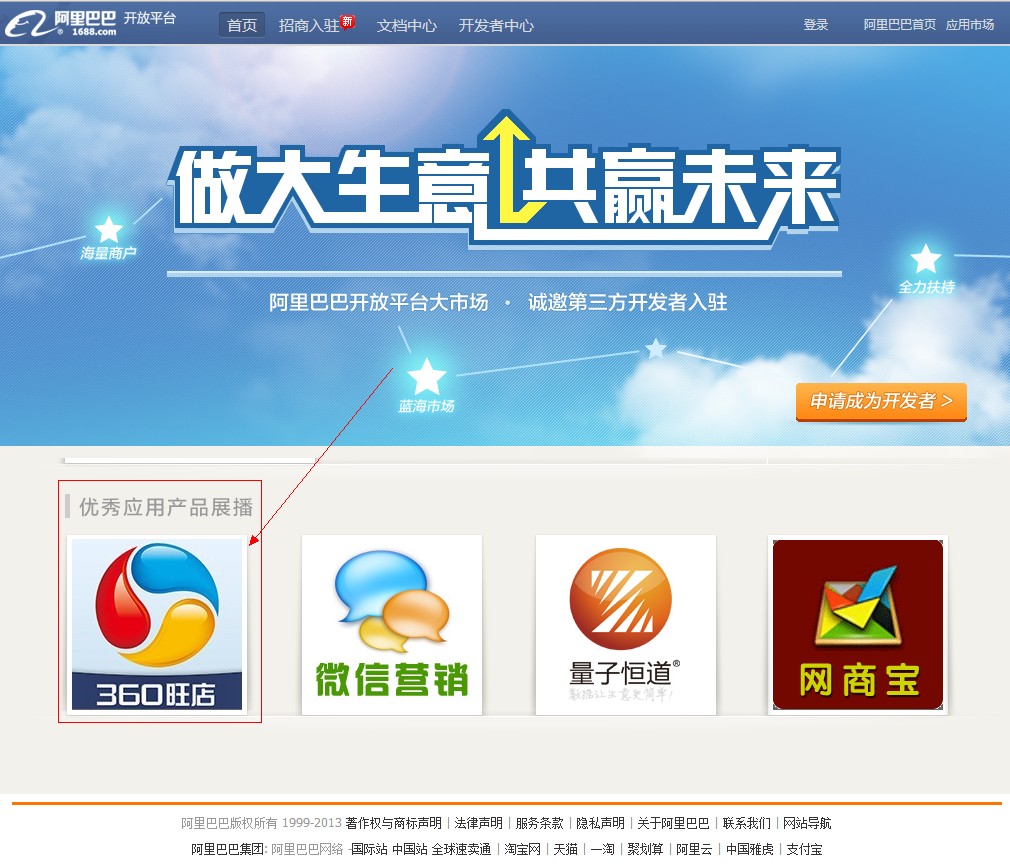 阿里巴巴 开放平台
1688.com
首页 招商入驻 新 文档中心 开发者中心 登录 阿里巴巴首页 应用市场
做大生意 共赢未来
海量商户
全力扶持
阿里巴巴开放平台大市场 • 诚邀第三方开发者入驻
蓝海市场
申请成为开发者 >
优秀应用产品展播
360旺店
微信营销
量子恒道®
数据让生意更简单!
网商宝
阿里巴巴版权所有 1999-2013 著作权与商标声明 | 法律声明 | 服务条款 | 隐私声明 | 关于阿里巴巴 | 联系我们 | 网站导航
阿里巴巴集团: 阿里巴巴网络 -国际站 中国站 全球速卖通 | 淘宝网 | 天猫 | 一淘 | 聚划算 | 阿里云 | 中国雅虎 | 支付宝